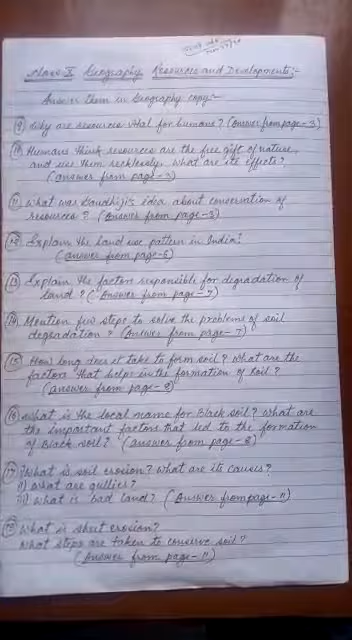 Class X Geography Resources and Development:-
Answer them in Geography copy:-
9 Why are resources vital for humans? (Answer from page-3)
10 Humans think resources are the free gift of nature,
and use them recklessly. What are its effects?
(answer from page-3)
11 What was Gandhiji's idea about conservation of
resources? (Answer from page-3)
12 Explain the land use pattern in India?
(answer from page-5)
13 Explain the factors responsible for degradation of
land? (Answer from page-7)
14 Mention few steps to solve the problems of soil
degradation? (Answer from page-7)
15 How long does it take to form soil? What are the
factors that helps in the formation of soil?
(answer from page-8)
16 What is the local name for Black soil? What are
the important factors that led to the formation
of Black soil? (answer from page-8)
17 What is soil erosion? What are its causes?
i) What are gullies?
ii) What is 'bad land? (Answer from page-11)
18 What is sheet erosion?
What steps are taken to conserve soil?
(Answer from page-11)